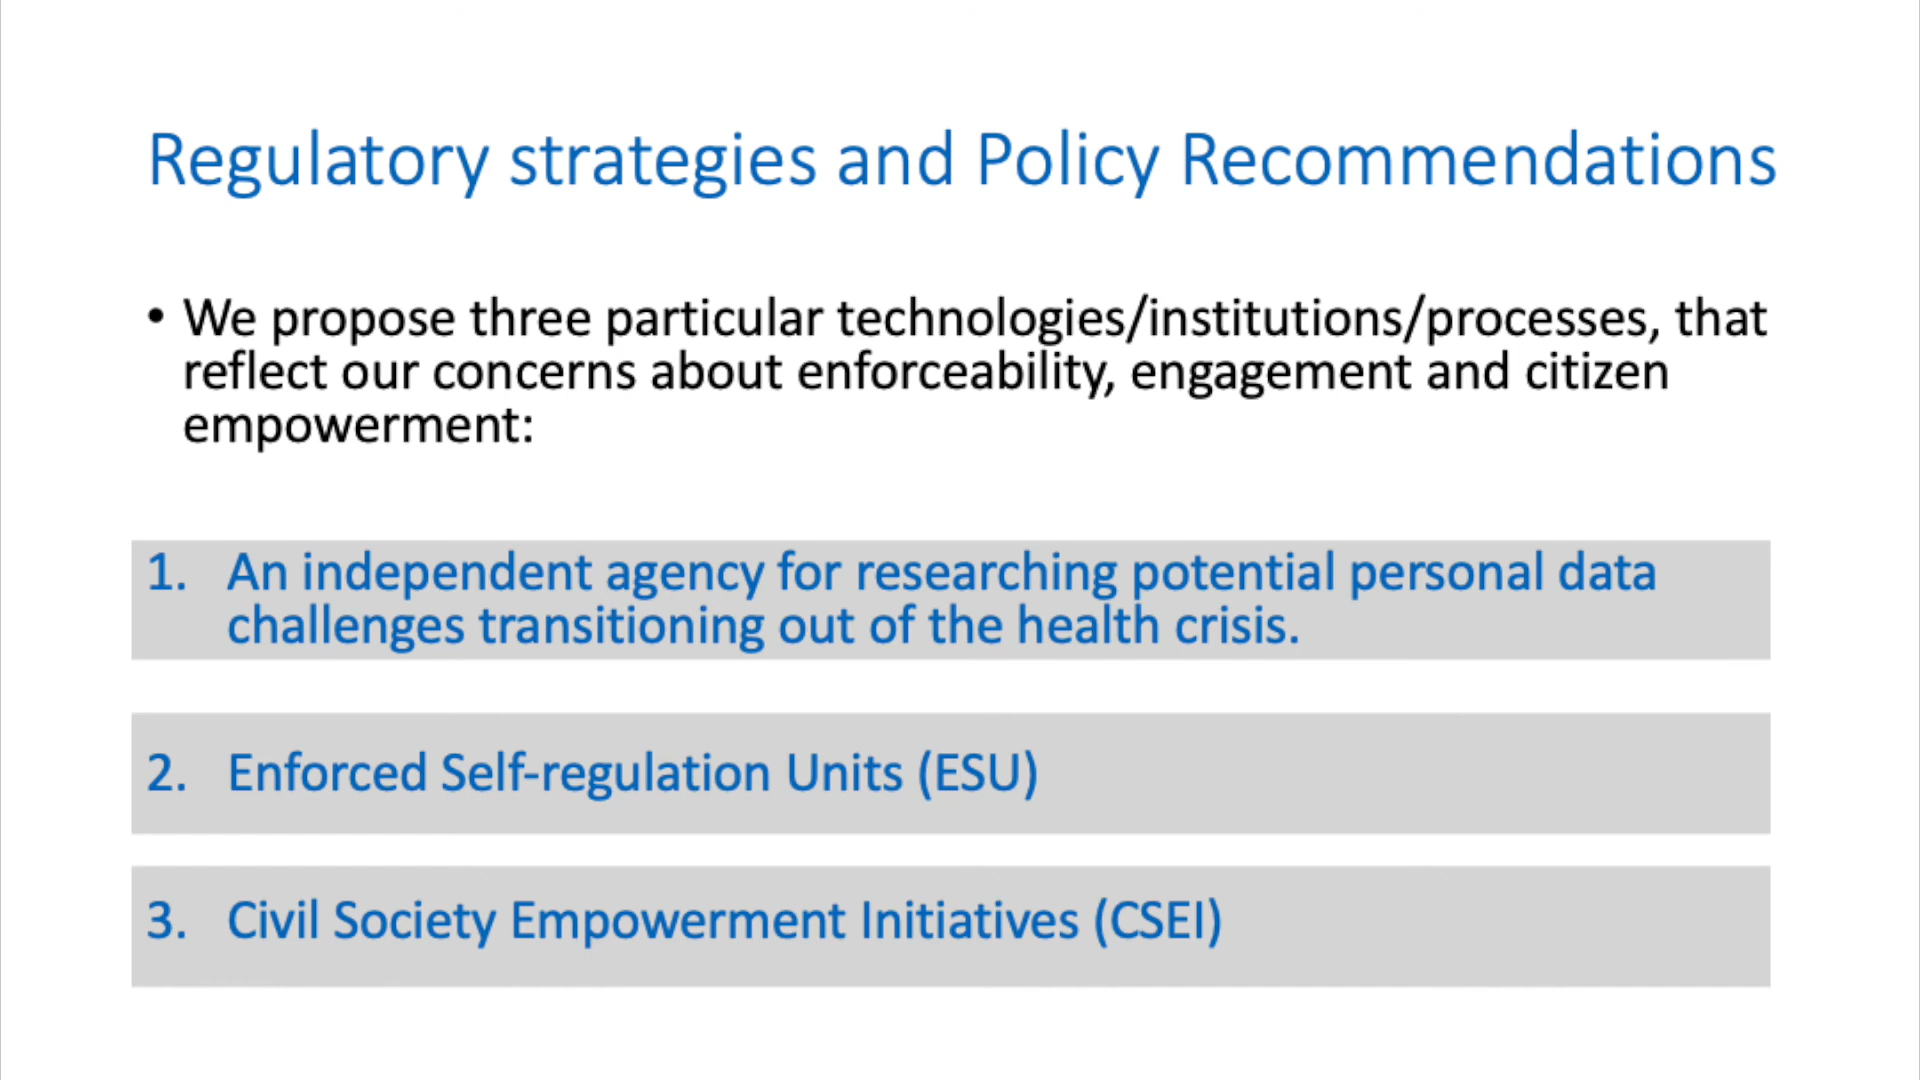 Regulatory strategies and Policy Recommendations
• We propose three particular technologies/institutions/processes, that
reflect our concerns about enforceability, engagement and citizen
empowerment:
1. An independent agency for researching potential personal data
challenges transitioning out of the health crisis.
2. Enforced Self-regulation Units (ESU)
3. Civil Society Empowerment Initiatives (CSEI)